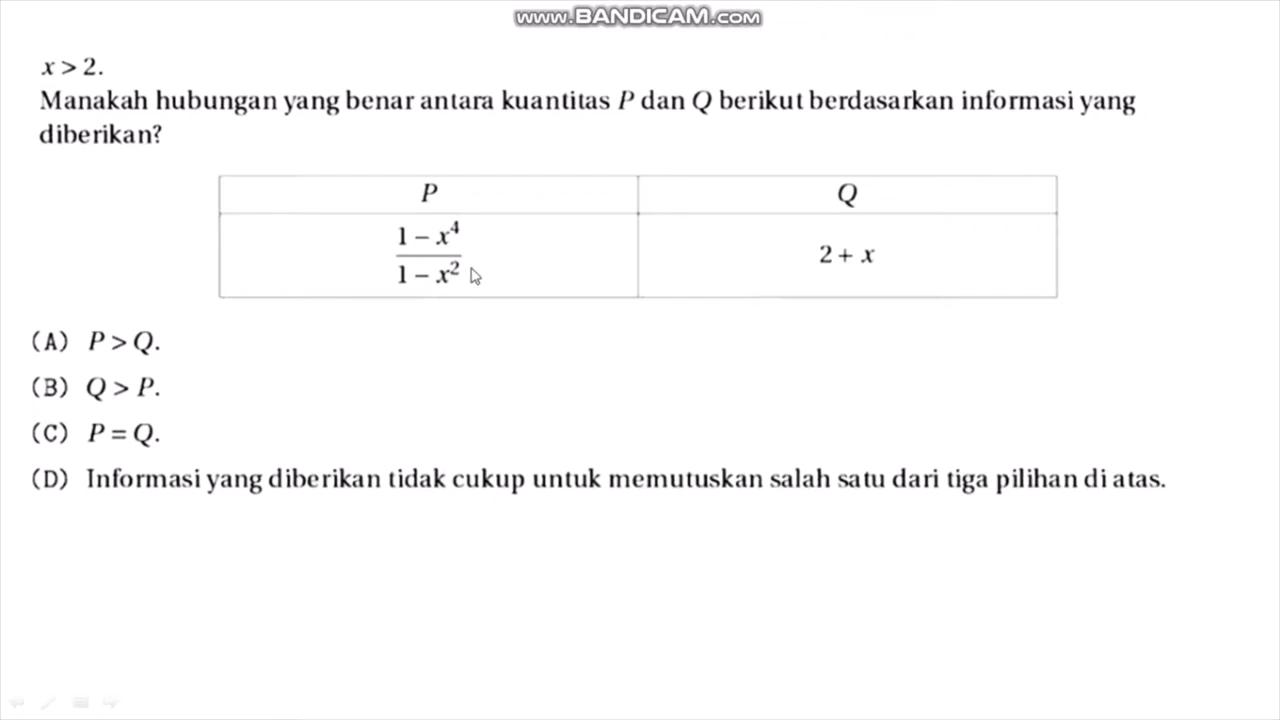 www.BANDICAM.com
x > 2.
Manakah hubungan yang benar antara kuantitas P dan Q berikut berdasarkan informasi yang
diberikan?
P Q
1 − x⁴
1 − x²
2 + x
(A) P > Q.
(B) Q > P.
(C) P = Q.
(D) Informasi yang diberikan tidak cukup untuk memutuskan salah satu dari tiga pilihan di atas.